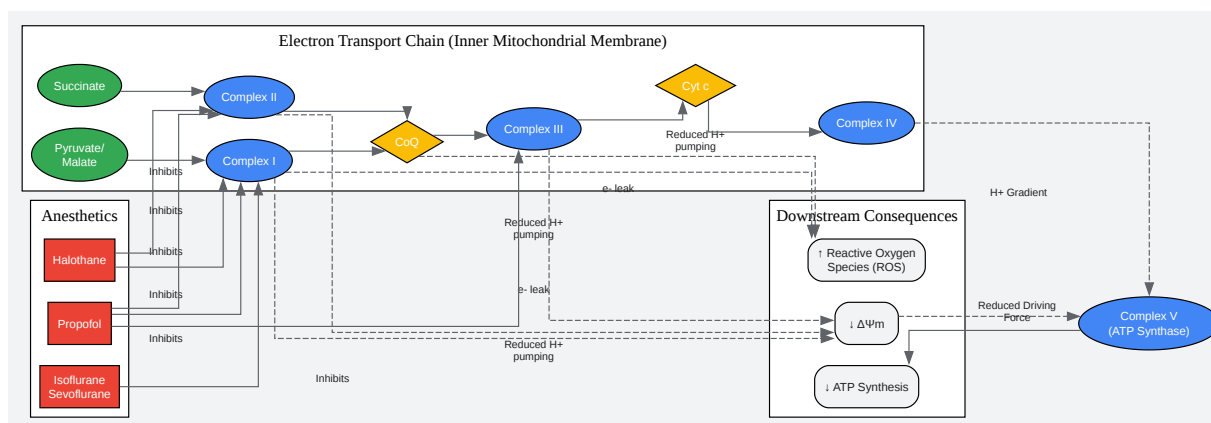 Electron Transport Chain (Inner Mitochondrial Membrane)
Succinate
Complex II
Cyt c
Pyruvate/
Malate
Complex I
CoQ
Complex III
Complex IV
Reduced H+
pumping
Inhibits
e- leak
H+ Gradient
Anesthetics
Inhibits
Downstream Consequences
Reduced H+
pumping
Halothane
Inhibits
↑ Reactive Oxygen
Species (ROS)
Inhibits
e- leak
Propofol
↓ ΔΨm
Reduced Driving
Force
Complex V
(ATP Synthase)
Inhibits
Reduced H+
pumping
Isoflurane
Sevoflurane
Inhibits
↓ ATP Synthesis